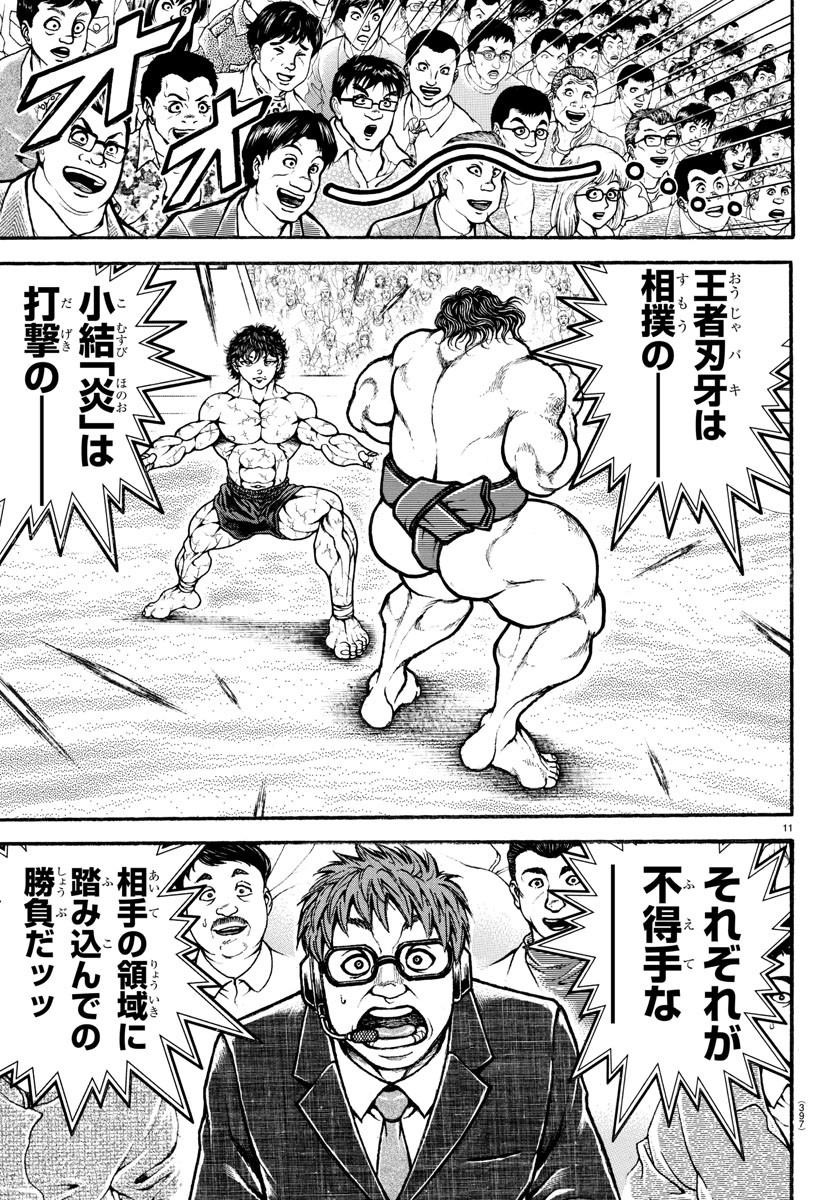 オオ〜〜。。
王者刃牙は
相撲の――
小結「炎」は
打撃の――
11
それぞれが
不得手な――
相手の領域に
踏み込んでの
勝負だッッ
(397)